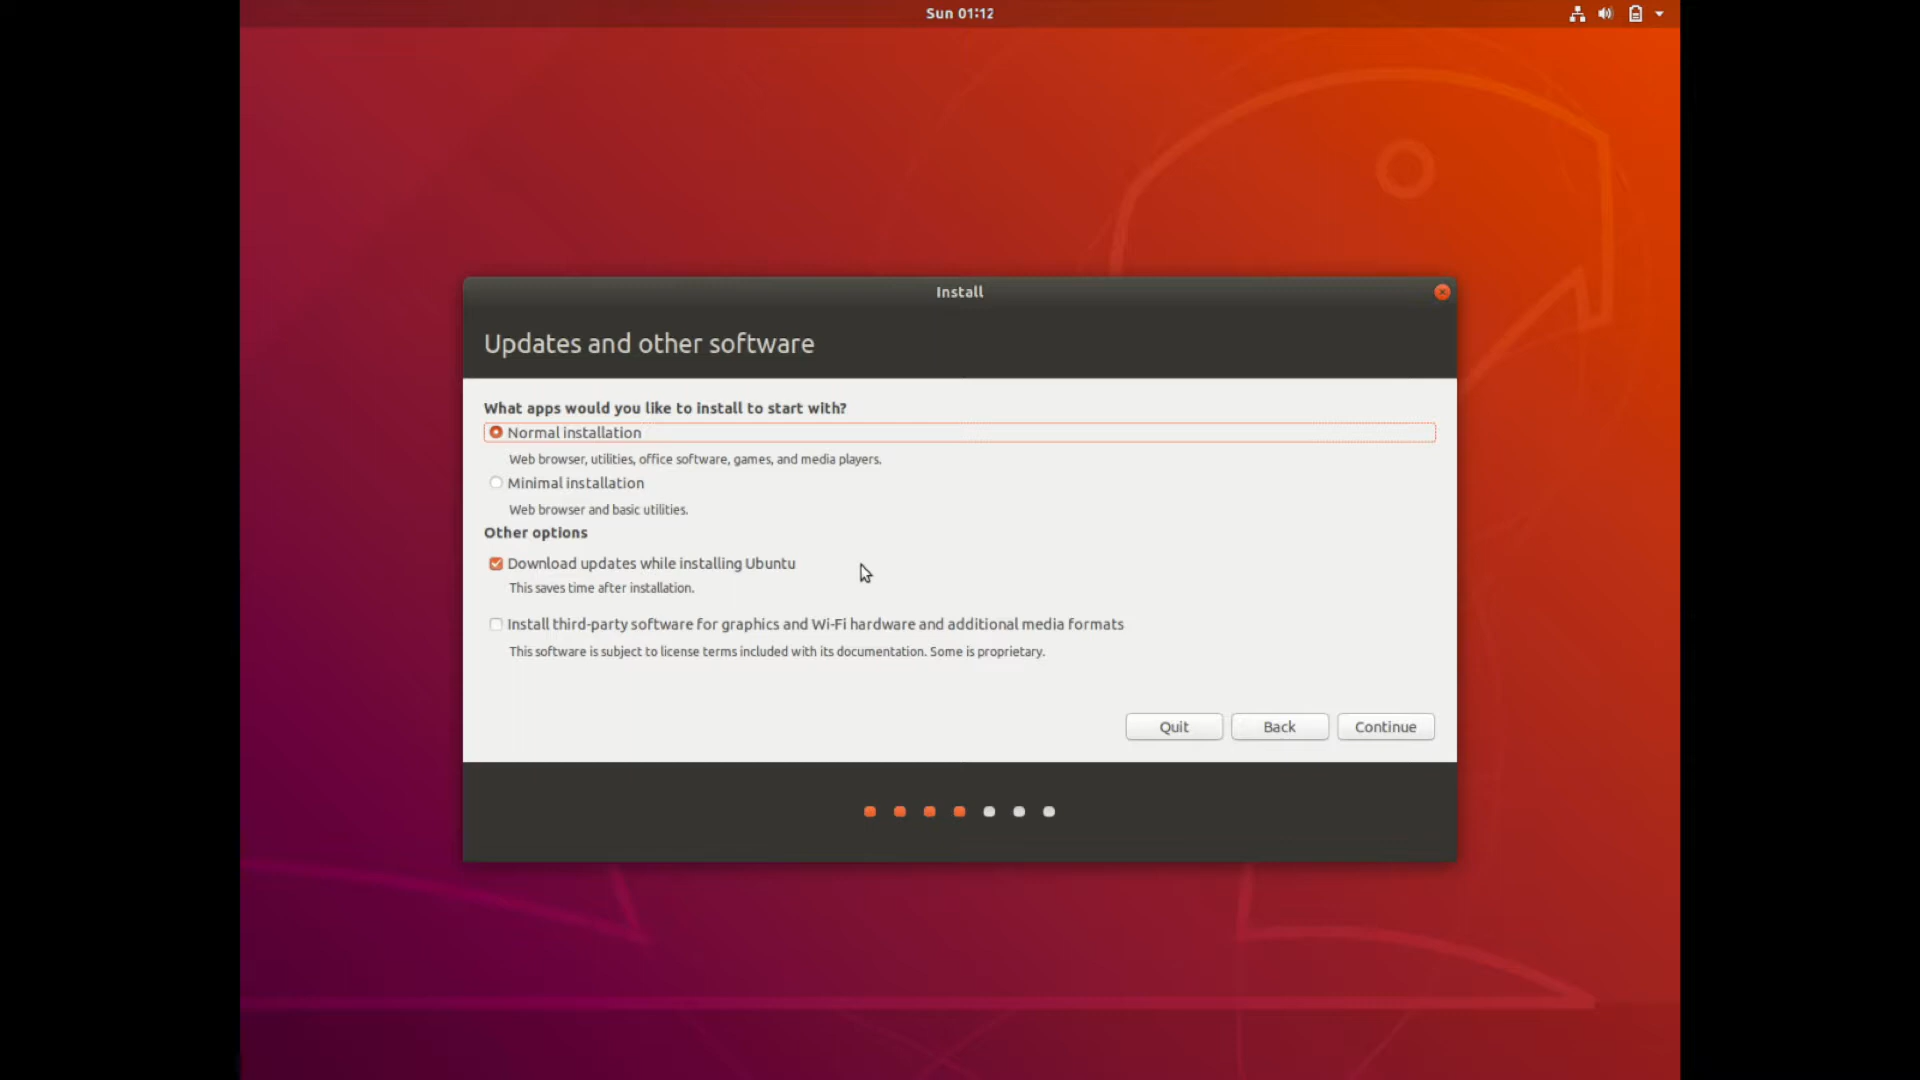 Sun 01:12
Install
Updates and other software
What apps would you like to install to start with?
Normal installation
Web browser, utilities, office software, games, and media players.
Minimal installation
Web browser and basic utilities.
Other options
Download updates while installing Ubuntu
This saves time after installation.
Install third-party software for graphics and Wi-Fi hardware and additional media formats
This software is subject to license terms included with its documentation. Some is proprietary.
Quit Back Continue